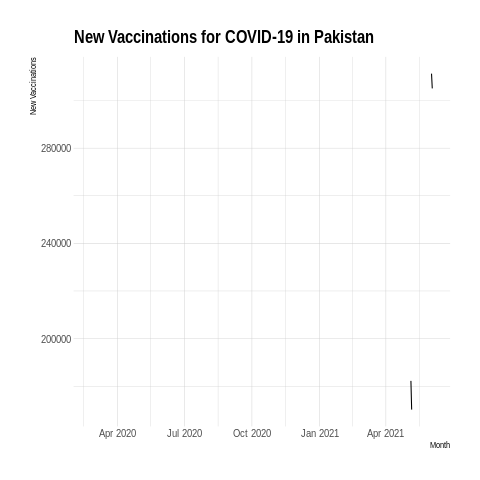 New Vaccinations for COVID-19 in Pakistan
New Vaccinations
280000
240000
200000
Apr 2020 Jul 2020 Oct 2020 Jan 2021 Apr 2021
Month